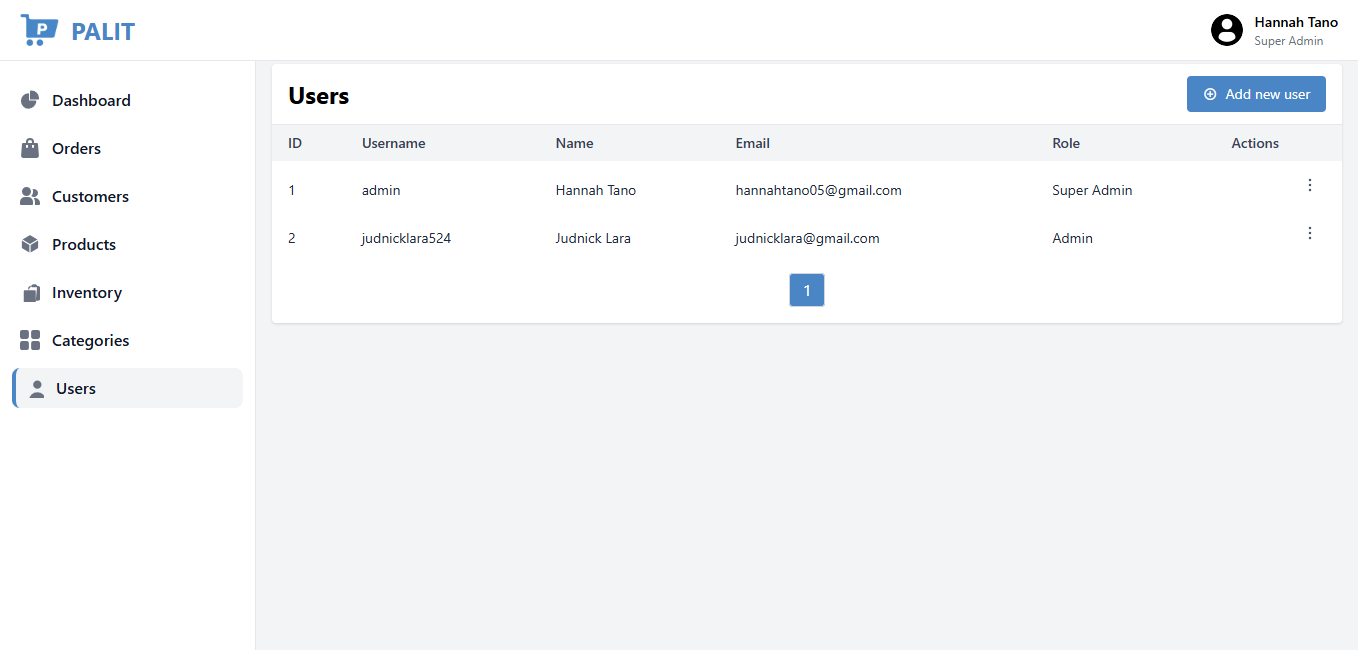 P PALIT
Hannah Tano
Super Admin
Dashboard
Orders
Customers
Products
Inventory
Categories
Users
Users
Add new user
ID Username Name Email Role Actions
1 admin Hannah Tano hannahtano05@gmail.com Super Admin
2 judnicklara524 Judnick Lara judnicklara@gmail.com Admin
1